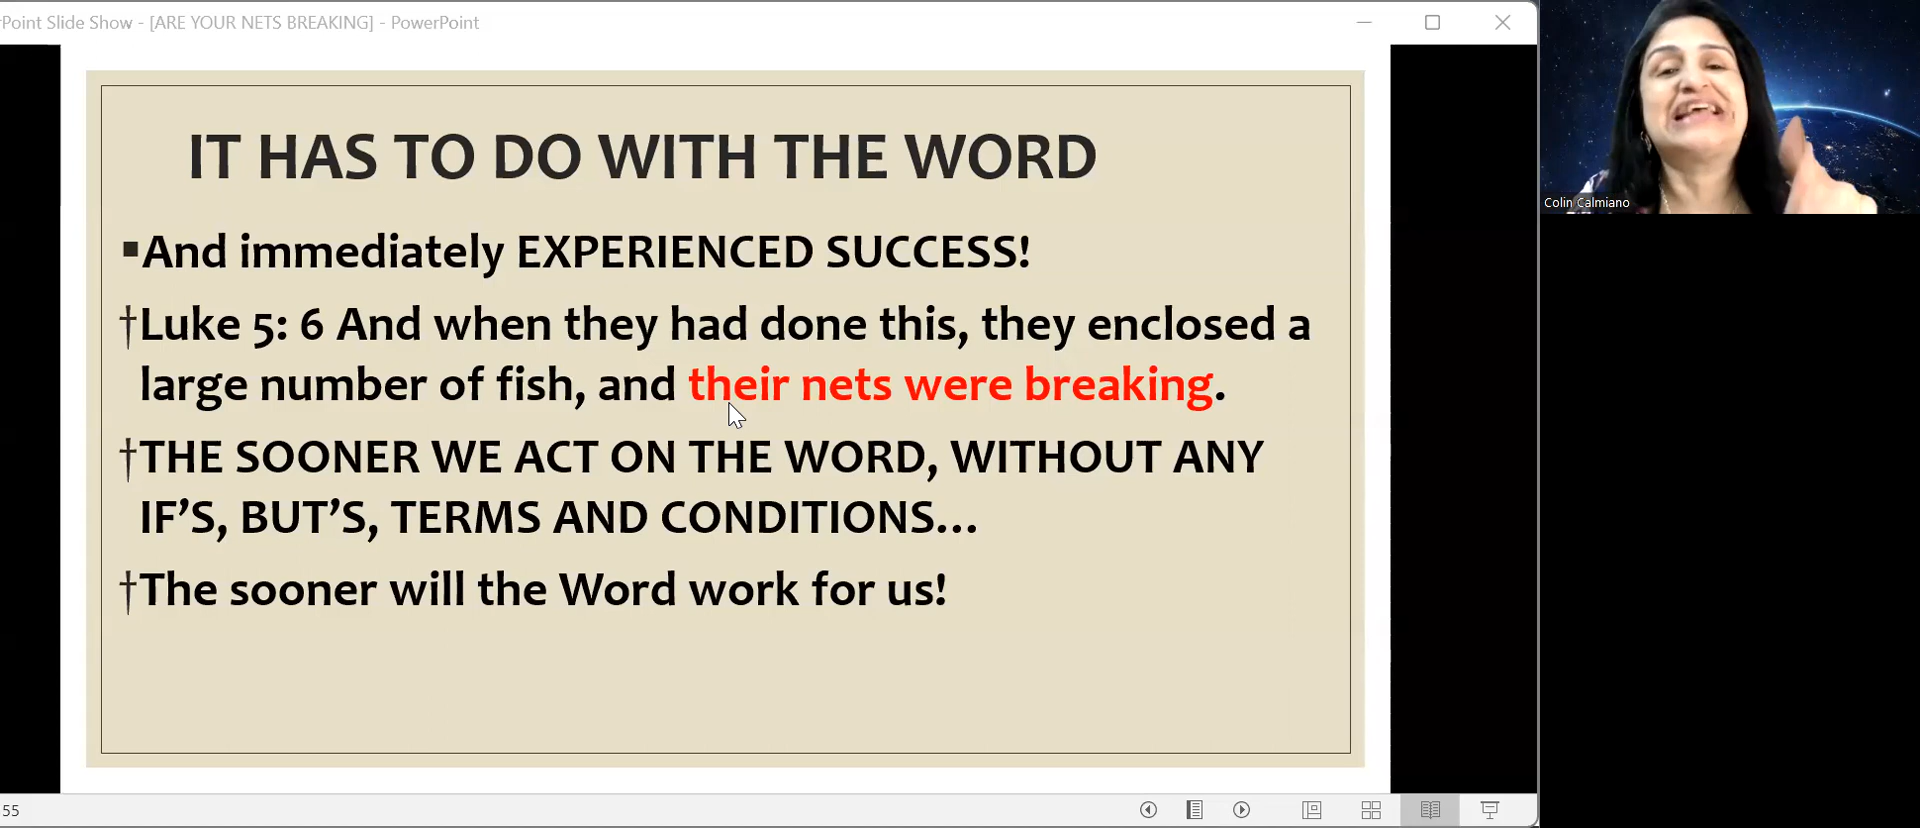 Point Slide Show - [ARE YOUR NETS BREAKING] - PowerPoint
IT HAS TO DO WITH THE WORD
▪And immediately EXPERIENCED SUCCESS!
†Luke 5: 6 And when they had done this, they enclosed a
large number of fish, and their nets were breaking.
†THE SOONER WE ACT ON THE WORD, WITHOUT ANY
IF’S, BUT’S, TERMS AND CONDITIONS…
†The sooner will the Word work for us!
Colin Calmiano
55